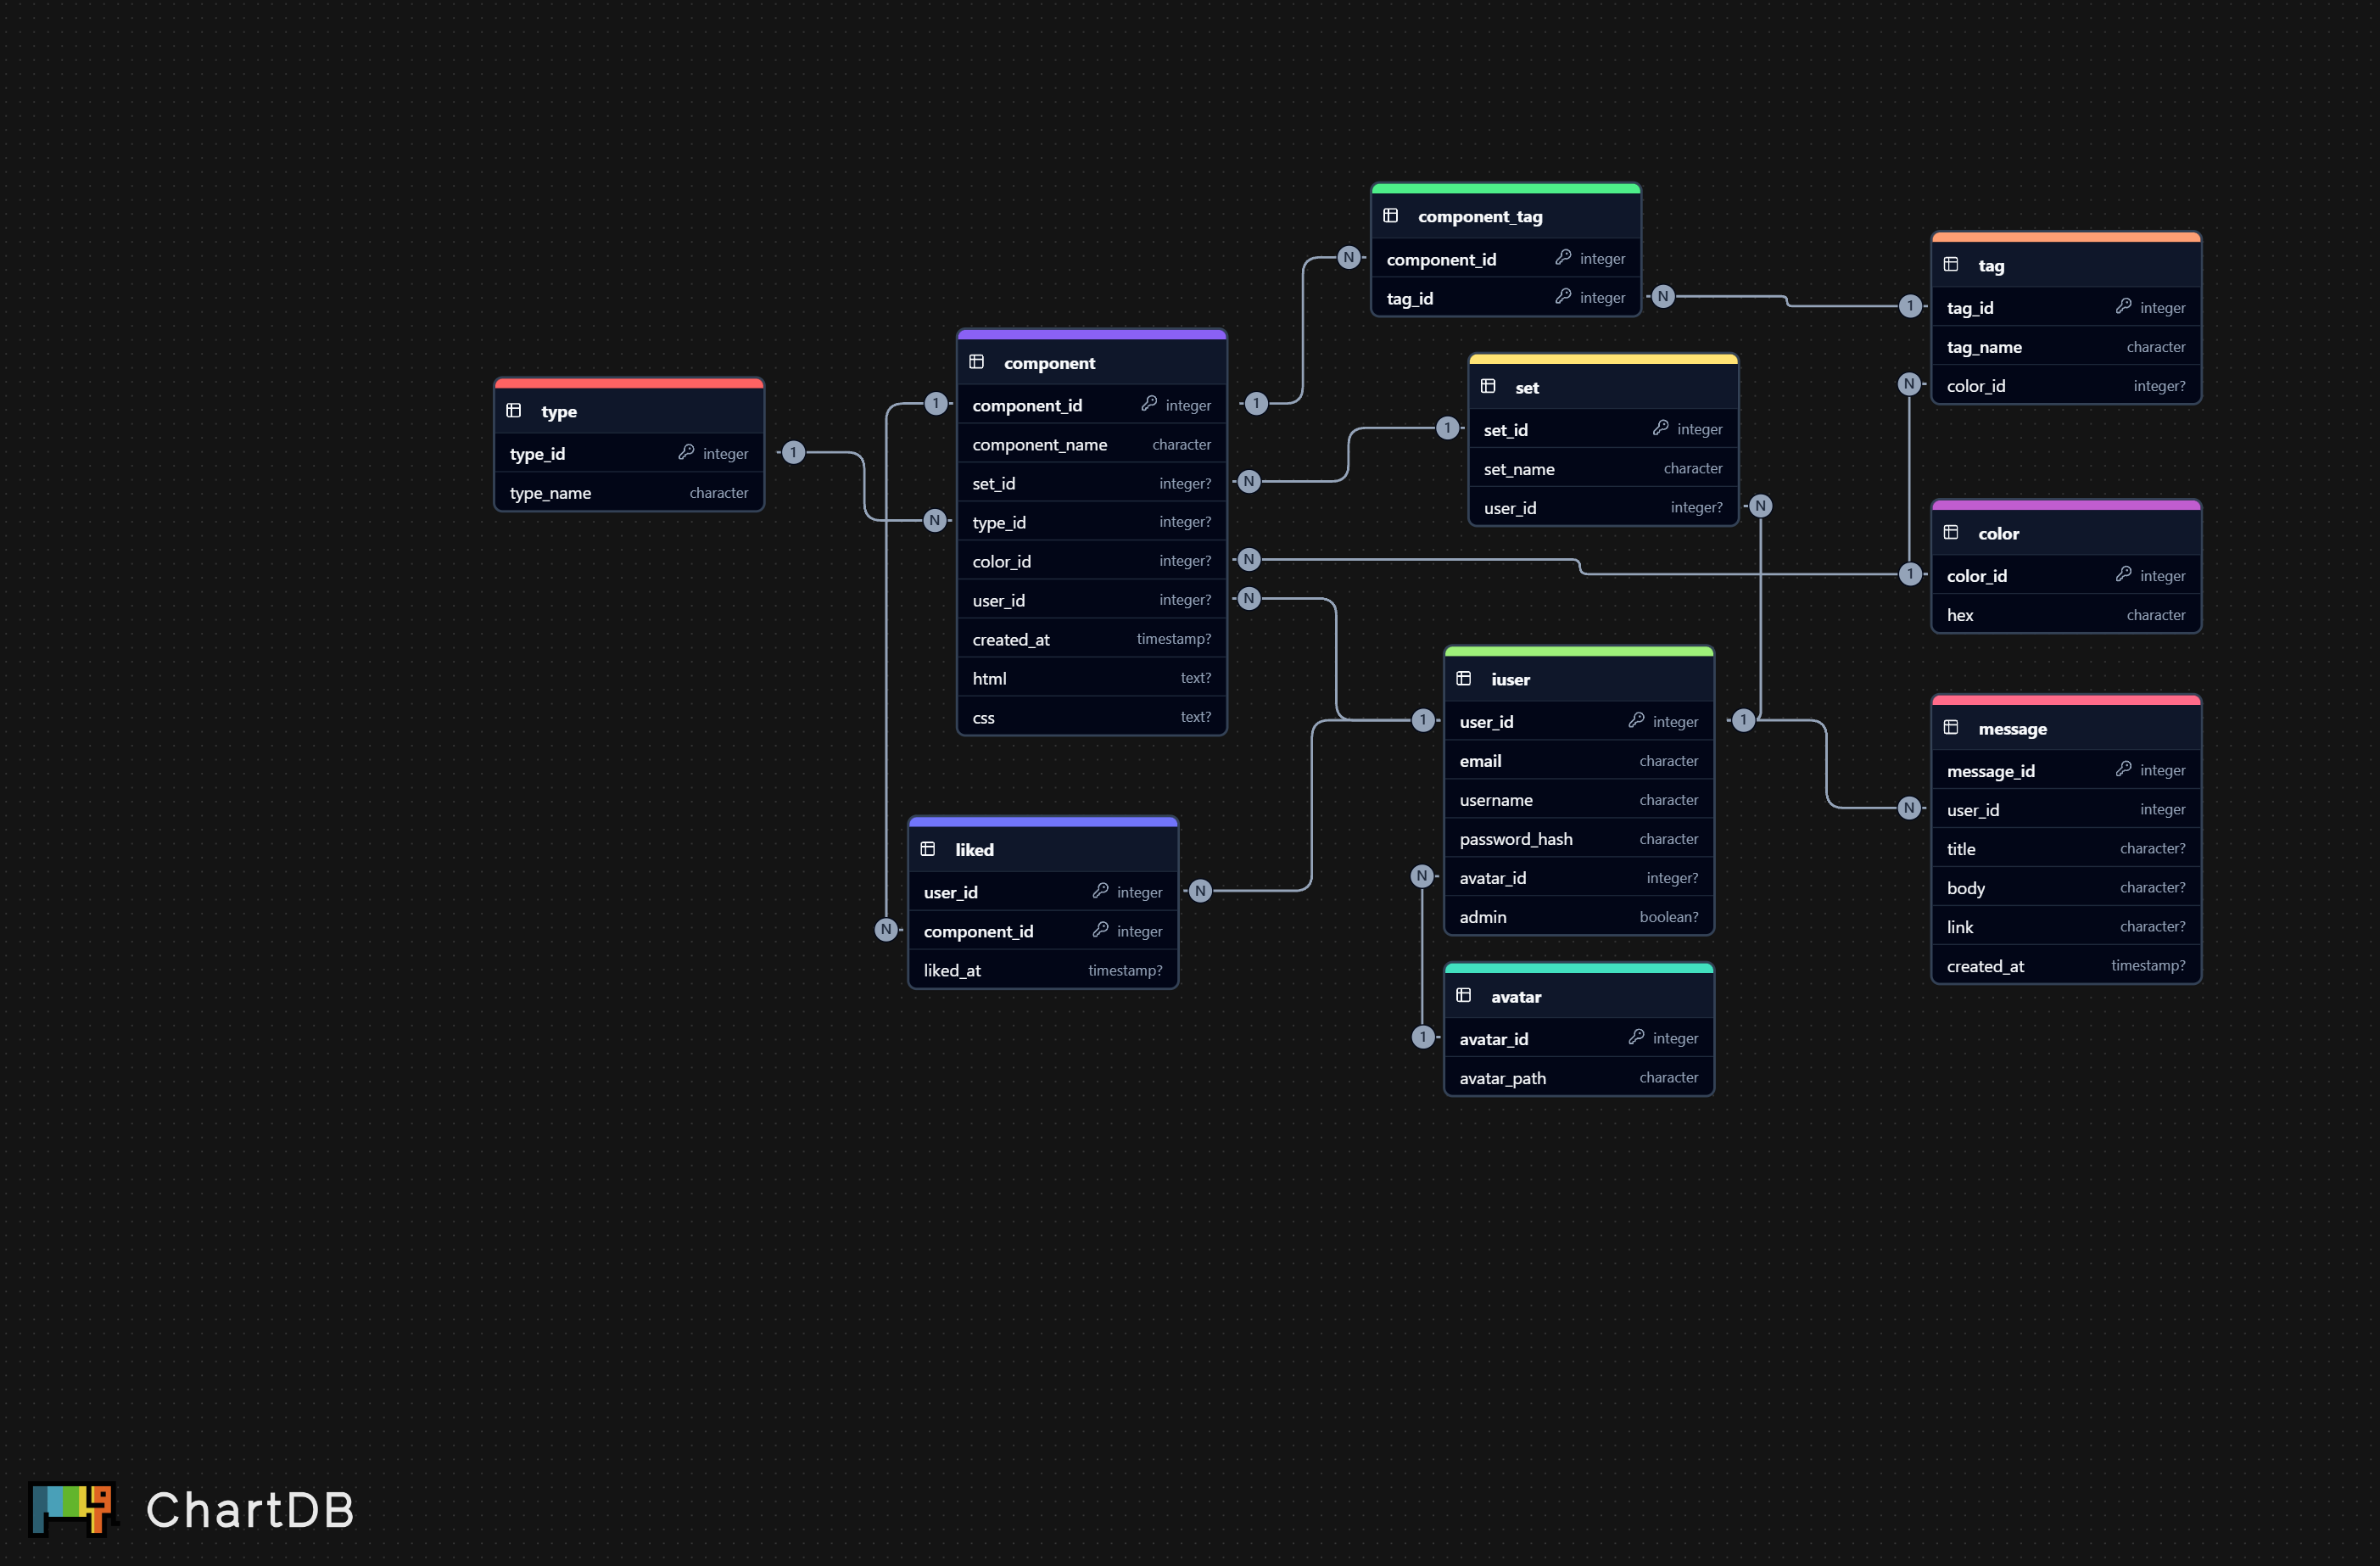 type
type_id integer
type_name character
component
component_id integer
component_name character
set_id integer?
type_id integer?
color_id integer?
user_id integer?
created_at timestamp?
html text?
css text?
liked
user_id integer
component_id integer
liked_at timestamp?
component_tag
component_id integer
tag_id integer
set
set_id integer
set_name character
user_id integer?
iuser
user_id integer
email character
username character
password_hash character
avatar_id integer?
admin boolean?
avatar
avatar_id integer
avatar_path character
tag
tag_id integer
tag_name character
color_id integer?
color
color_id integer
hex character
message
message_id integer
user_id integer
title character?
body character?
link character?
created_at timestamp?
1
N
1
N
1
N
N
N
N
N
1
N
1
N
1
N
1
N
1
N
1
N
ChartDB